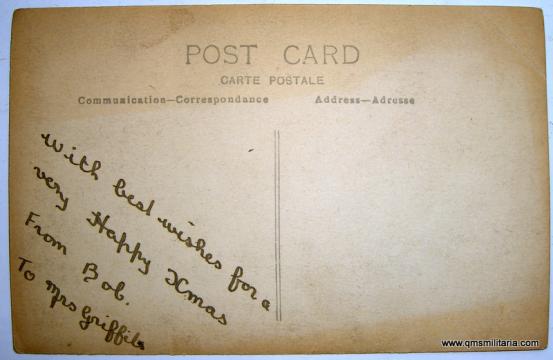 POST CARD
CARTE POSTALE
Communication—Correspondance Address—Adresse
with best wishes for a
very Happy Xmas
From Bob.
To Mrs Griffits
www.qmsmilitaria.com